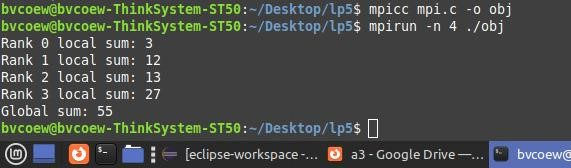 bvcoew@bvcoew-ThinkSystem-ST50:~/Desktop/lp5$ mpicc mpi.c -o obj
bvcoew@bvcoew-ThinkSystem-ST50:~/Desktop/lp5$ mpirun -n 4 ./obj
Rank 0 local sum: 3
Rank 1 local sum: 12
Rank 2 local sum: 13
Rank 3 local sum: 27
Global sum: 55
bvcoew@bvcoew-ThinkSystem-ST50:~/Desktop/lp5$
[eclipse-workspace -... a3 - Google Drive —... bvcoew@